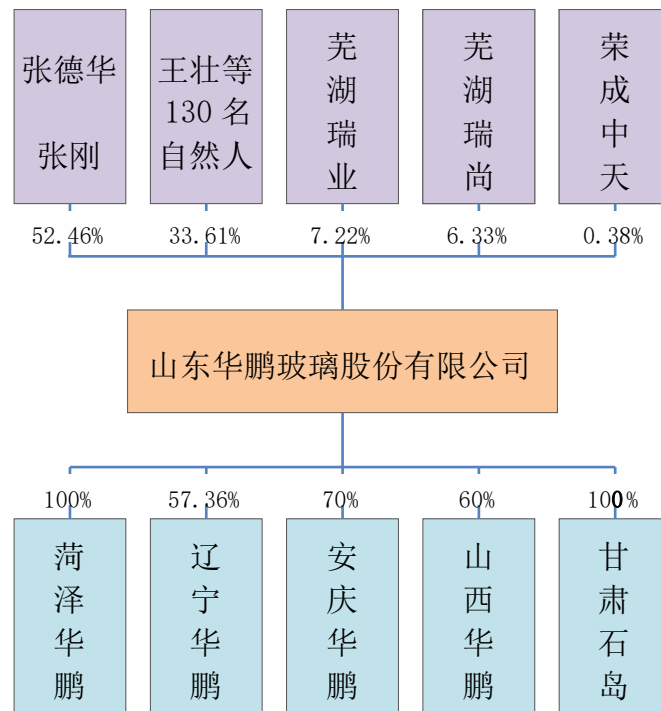 张德华
张刚
王壮等
130 名
自然人
芜湖瑞业
芜湖瑞尚
荣成中天
52.46%
33.61%
7.22%
6.33%
0.38%
山东华鹏玻璃股份有限公司
100%
57.36%
70%
60%
100%
菏泽华鹏
辽宁华鹏
安庆华鹏
山西华鹏
甘肃石岛